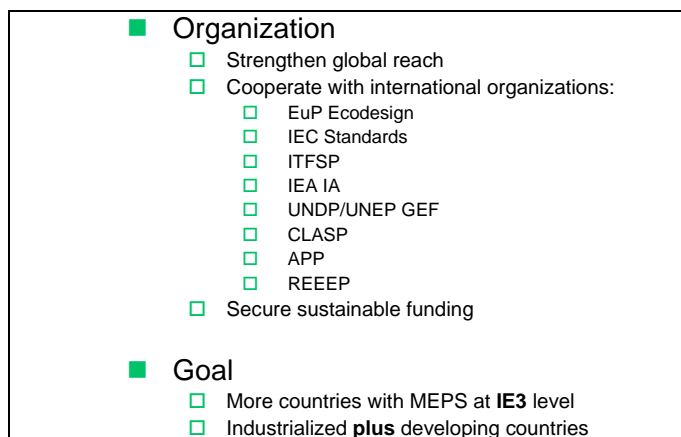 Organization
Strengthen global reach
Cooperate with international organizations:
EuP Ecodesign
IEC Standards
ITFSP
IEA IA
UNDP/UNEP GEF
CLASP
APP
REEEP
Secure sustainable funding
Goal
More countries with MEPS at IE3 level
Industrialized plus developing countries